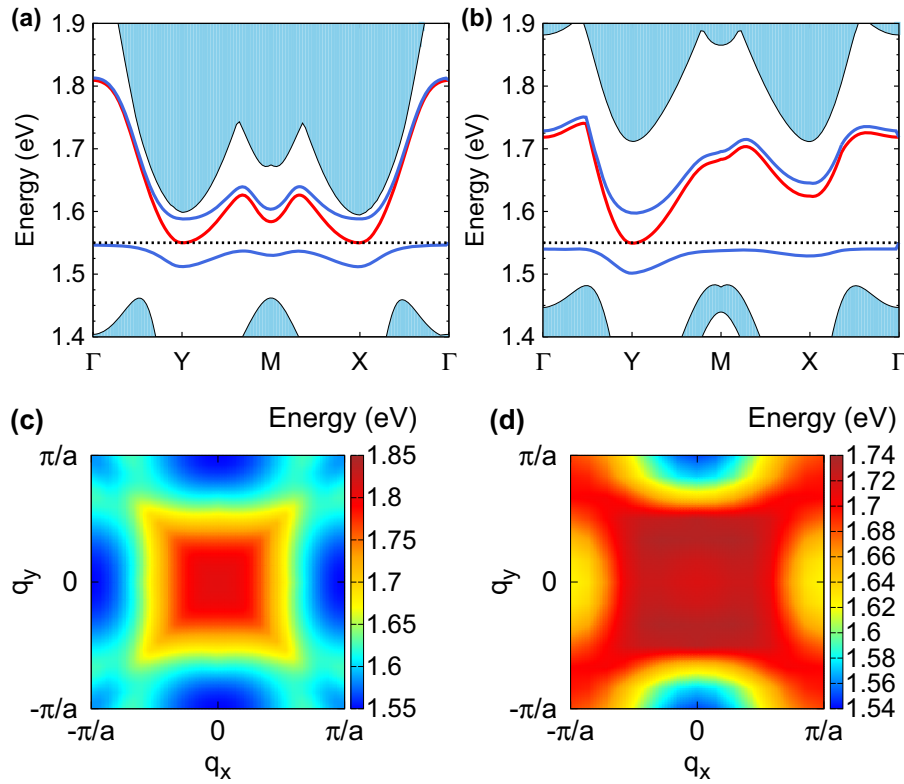 (a) (b)
1.9 1.9
1.8 1.8
1.7 1.7
1.6 1.6
1.5 1.5
1.4 1.4
Energy (eV) Energy (eV)
Γ Y M X Γ Γ Y M X Γ
(c) Energy (eV) (d) Energy (eV)
π/a 1.85 π/a 1.74
1.72
1.8 1.7
1.68
1.75 1.66
q_y 0 1.7 q_y 0 1.64
1.62
1.65 1.6
1.58
1.6 1.56
-π/a 1.55 -π/a 1.54
-π/a 0 π/a -π/a 0 π/a
q_x q_x